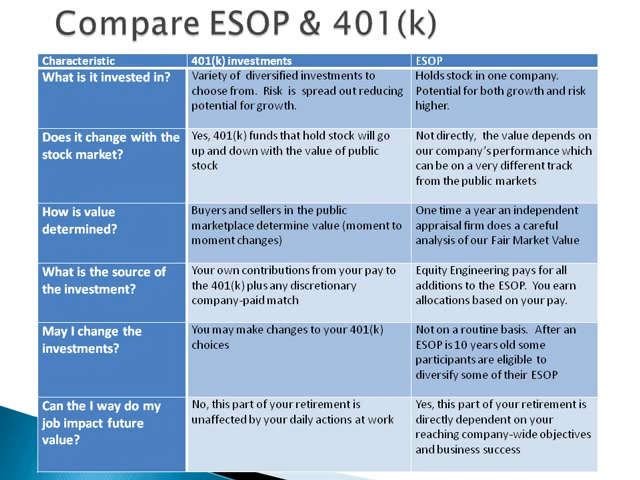 Compare ESOP & 401(k)
Characteristic
401(k) investments
ESOP
What is it invested in?
Variety of diversified investments to
choose from. Risk is spread out reducing
potential for growth.
Holds stock in one company.
Potential for both growth and risk
higher.
Does it change with the
stock market?
Yes, 401(k) funds that hold stock will go
up and down with the value of public
stock
Not directly, the value depends on
our company's performance which
can be on a very different track
from the public markets
How is value
determined?
Buyers and sellers in the public
marketplace determine value (moment to
moment changes)
One time a year an independent
appraisal firm does a careful
analysis of our Fair Market Value
What is the source of
the investment?
Your own contributions from your pay to
the 401(k) plus any discretionary
company-paid match
Equity Engineering pays for all
additions to the ESOP. You earn
allocations based on your pay.
May I change the
investments?
You may make changes to your 401(k)
choices
Not on a routine basis. After an
ESOP is 10 years old some
participants are eligible to
diversify some of their ESOP
Can the I way do my
job impact future
value?
No, this part of your retirement is
unaffected by your daily actions at work
Yes, this part of your retirement is
directly dependent on your
reaching company-wide objectives
and business success